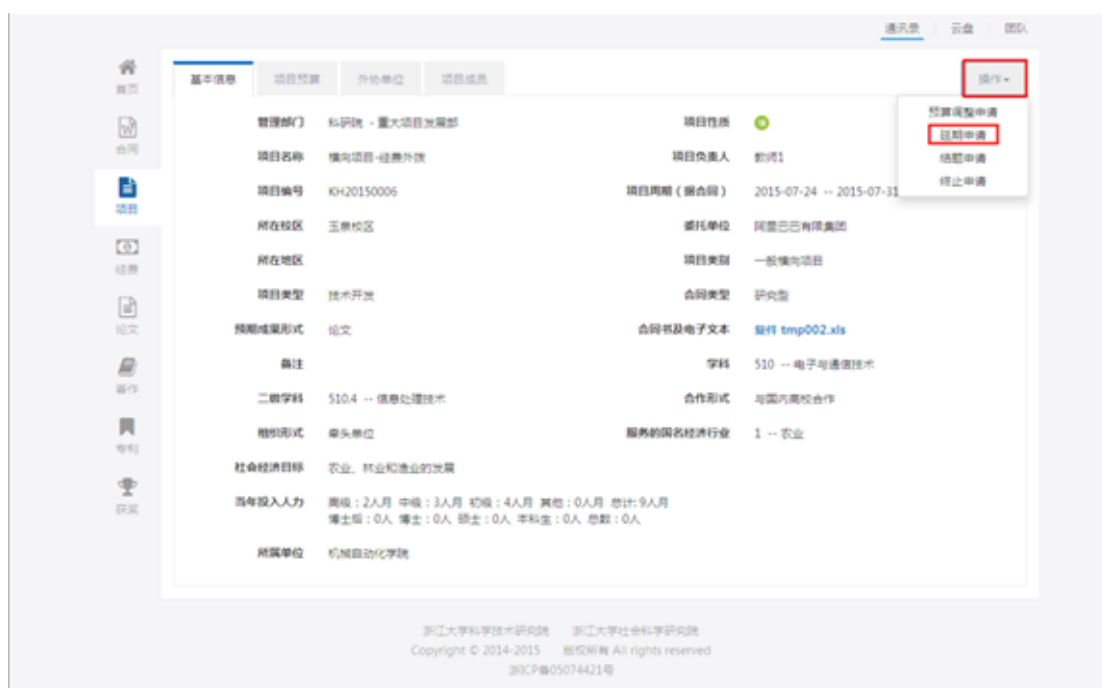 通讯录 云盘 团队
首页
合同
项目
经费
论文
著作
专利
获奖
基本信息 项目预算 外协单位 项目成员 操作
预算调整申请
延期申请
结题申请
终止申请
管理部门 科研院 - 重大项目发展部 项目性质
项目名称 横向项目-经费外拨 项目负责人 教师1
项目编号 KH20150006 项目周期（据合同） 2015-07-24 -- 2015-07-31
所在校区 玉泉校区 委托单位 阿里巴巴有限集团
所在地区 项目类别 一般横向项目
项目类型 技术开发 合同类型 研究型
预期成果形式 论文 合同书及电子文本 复件 tmp002.xls
备注 学科 510 -- 电子与通信技术
二级学科 510.4 -- 信息处理技术 合作形式 与国内高校合作
组织形式 牵头单位 服务的国名经济行业 1 -- 农业
社会经济目标 农业、林业和渔业的发展
当年投入人力 高级：2人月 中级：3人月 初级：4人月 其他：0人月 总计:9人月
博士后：0人 博士：0人 硕士：0人 本科生：0人 总数：0人
所属单位 机械自动化学院
浙江大学科学技术研究院 浙江大学社会科学研究院
Copyright © 2014-2015 版权所有 All rights reserved
浙ICP备05074421号